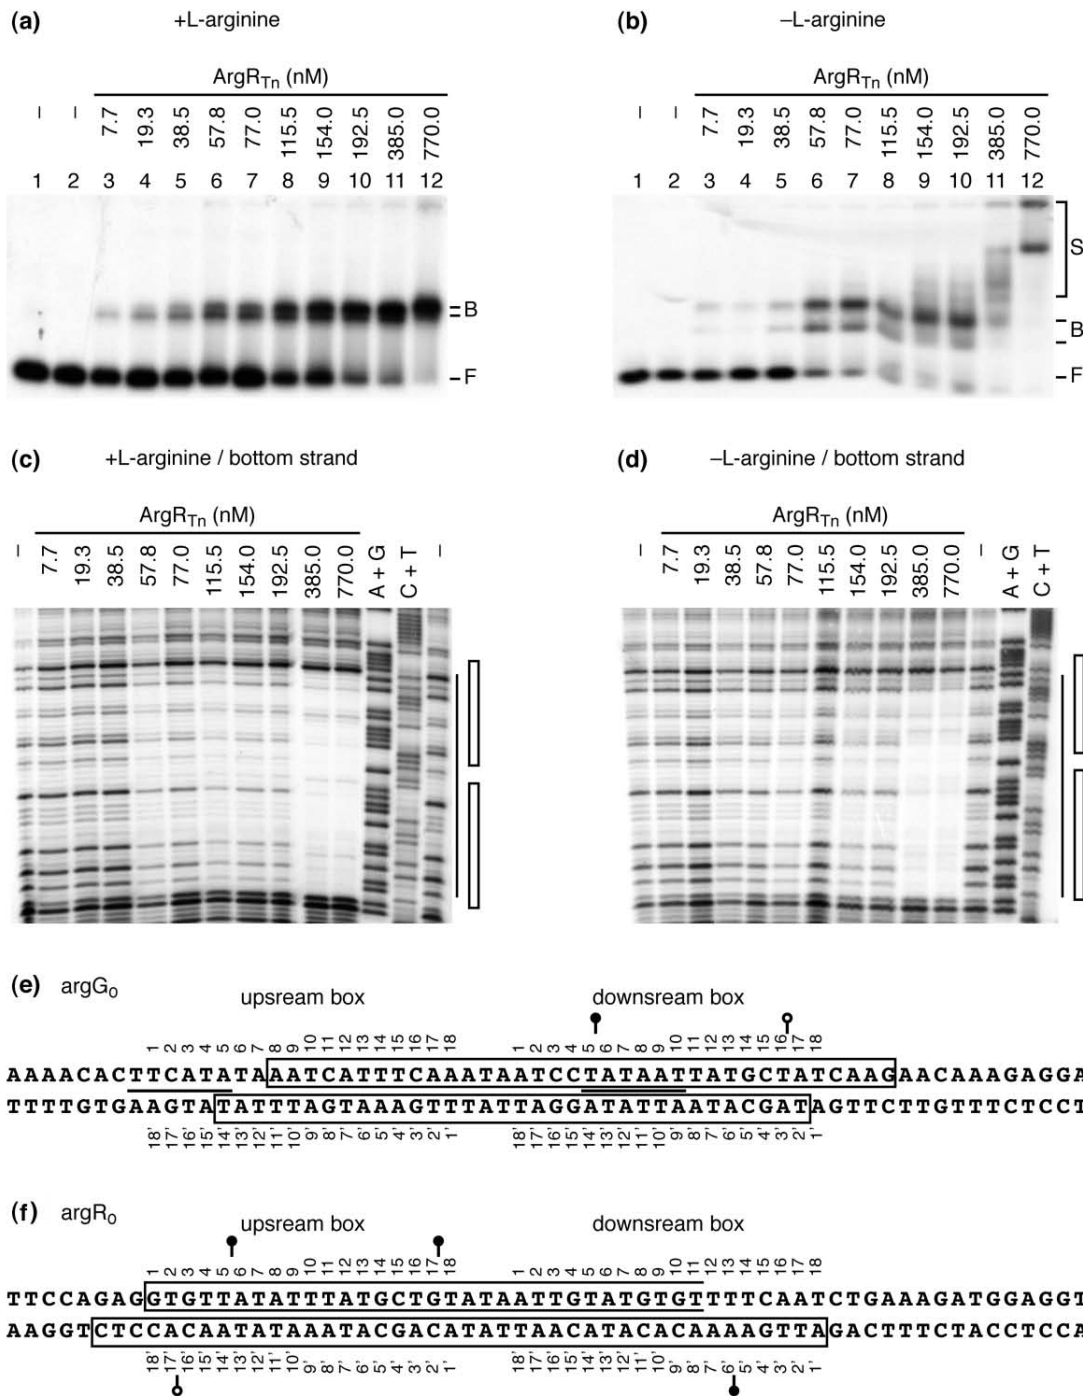 (a) +L-arginine
ArgRTn (nM)
– – 7.7 19.3 38.5 57.8 77.0 115.5 154.0 192.5 385.0 770.0
1 2 3 4 5 6 7 8 9 10 11 12
B
F
(b) –L-arginine
ArgRTn (nM)
– – 7.7 19.3 38.5 57.8 77.0 115.5 154.0 192.5 385.0 770.0
1 2 3 4 5 6 7 8 9 10 11 12
S
B
F
(c) +L-arginine / bottom strand
ArgRTn (nM)
– 7.7 19.3 38.5 57.8 77.0 115.5 154.0 192.5 385.0 770.0 A + G C + T –
(d) –L-arginine / bottom strand
ArgRTn (nM)
– 7.7 19.3 38.5 57.8 77.0 115.5 154.0 192.5 385.0 770.0 – A + G C + T
(e) argGo
upsream box downsream box
1 2 3 4 5 6 7 8 9 10 11 12 13 14 15 16 17 18 1 2 3 4 5 6 7 8 9 10 11 12 13 14 15 16 17 18
AAAACACTTCATATAAATCATTTCAAATAATCCTATAATTATGCTATCAAGAACAAAGAGGA
TTTTGTGAAGTATATTTAGTAAAGTTTATTAGGATATTAATACGATAGTTCTTGTTTCTCCT
18' 17' 16' 15' 14' 13' 12' 11' 10' 9' 8' 7' 6' 5' 4' 3' 2' 1' 18' 17' 16' 15' 14' 13' 12' 11' 10' 9' 8' 7' 6' 5' 4' 3' 2' 1'
(f) argRo
upsream box downsream box
1 2 3 4 5 6 7 8 9 10 11 12 13 14 15 16 17 18 1 2 3 4 5 6 7 8 9 10 11 12 13 14 15 16 17 18
TTCCAGAGGTGTTATATTTATGCTGTATAATTGTATGTGTTTTCAATCTGAAAGATGGAGGT
AAGGTCTCCACAATATAAATACGACATATTAACATACACAAAAGTTAGACTTTCTACCTCCA
18' 17' 16' 15' 14' 13' 12' 11' 10' 9' 8' 7' 6' 5' 4' 3' 2' 1' 18' 17' 16' 15' 14' 13' 12' 11' 10' 9' 8' 7' 6' 5' 4' 3' 2' 1'